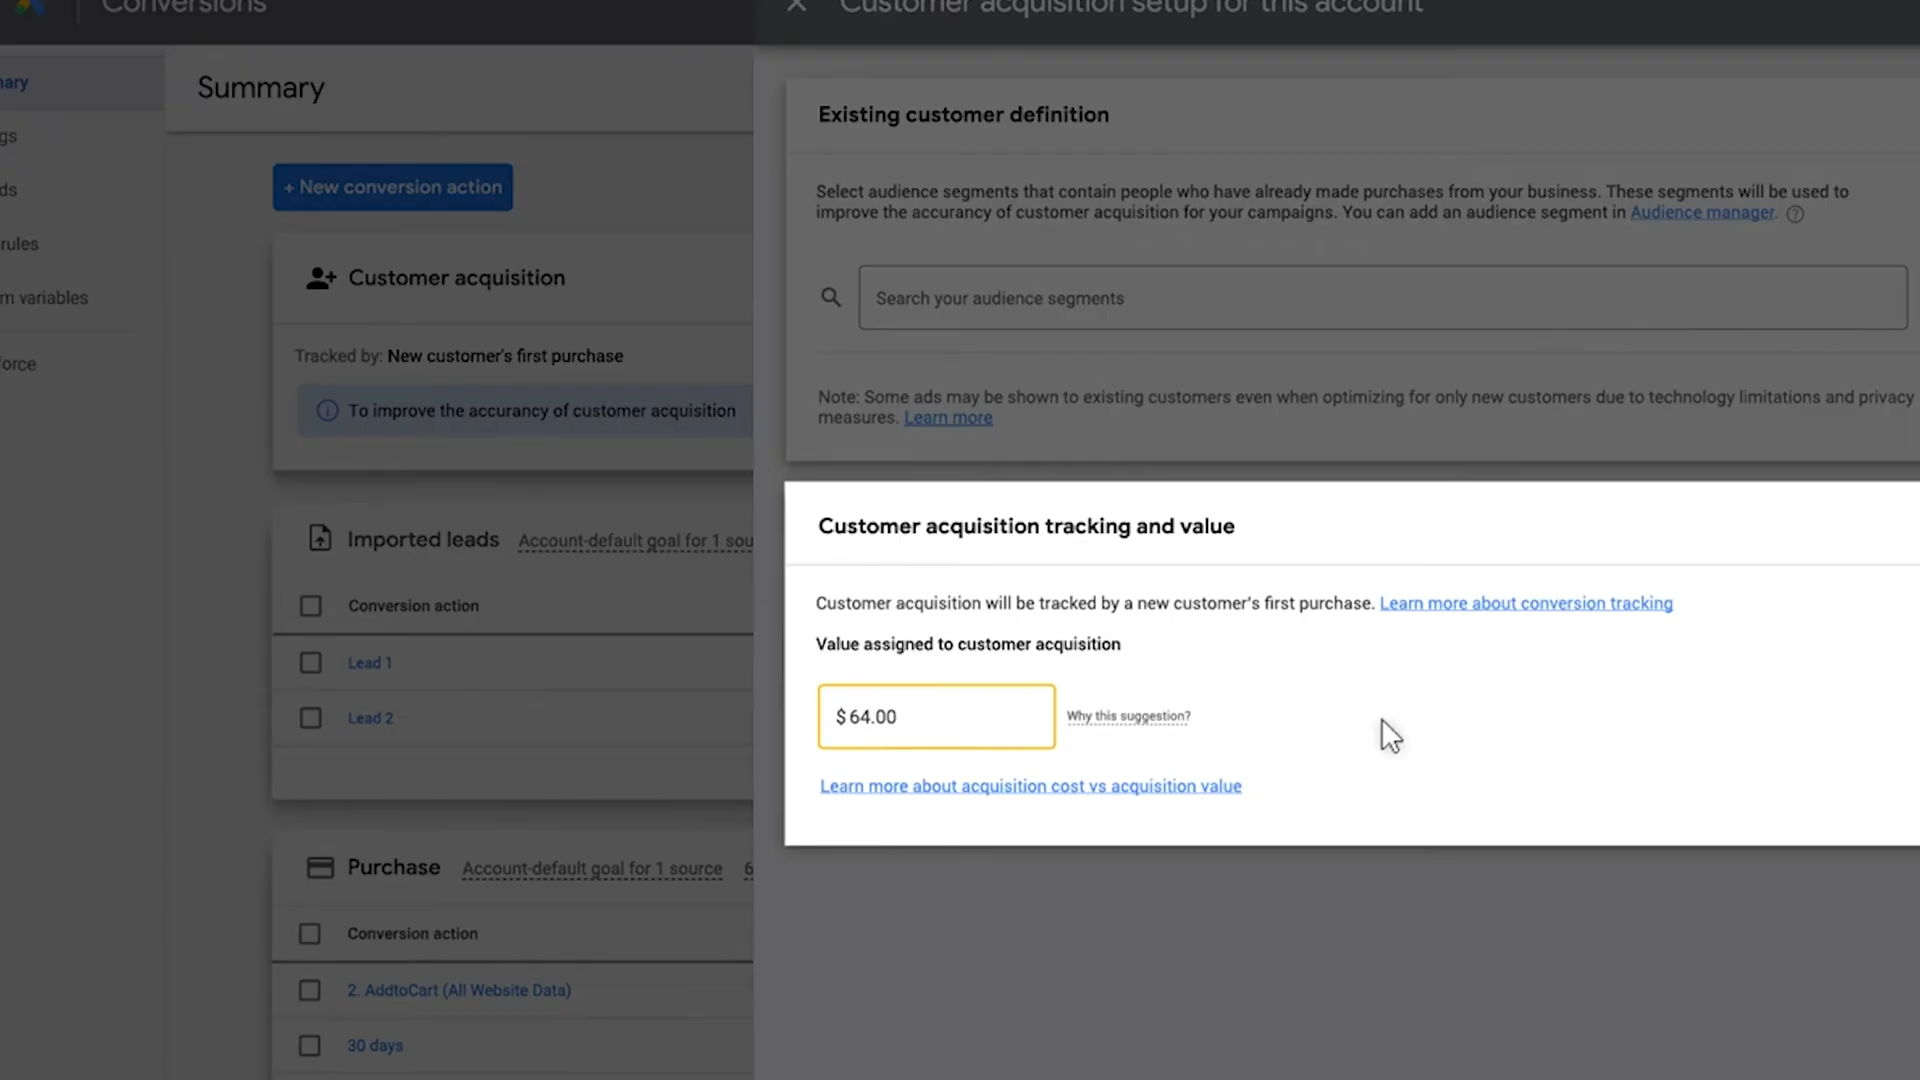 Conversions
Customer acquisition setup for this account
Summary
+ New conversion action
Customer acquisition
Tracked by: New customer's first purchase
To improve the accurancy of customer acquisition
Imported leads Account-default goal for 1 sou
Conversion action
Lead 1
Lead 2
Purchase Account-default goal for 1 source 6
Conversion action
2. AddtoCart (All Website Data)
30 days
nary
gs
ds
rules
m variables
force
Existing customer definition
Select audience segments that contain people who have already made purchases from your business. These segments will be used to
improve the accurancy of customer acquisition for your campaigns. You can add an audience segment in Audience manager.
Search your audience segments
Note: Some ads may be shown to existing customers even when optimizing for only new customers due to technology limitations and privacy
measures. Learn more
Customer acquisition tracking and value
Customer acquisition will be tracked by a new customer's first purchase. Learn more about conversion tracking
Value assigned to customer acquisition
$ 64.00 Why this suggestion?
Learn more about acquisition cost vs acquisition value